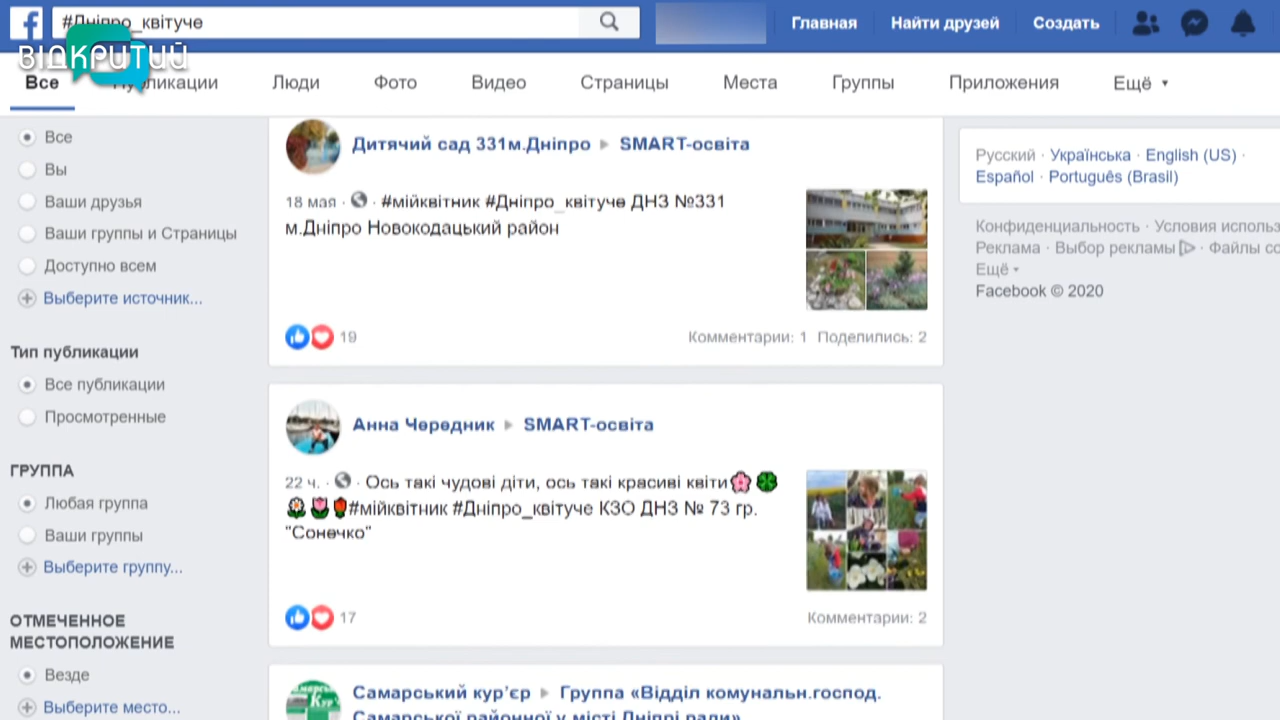 #Дніпро_квітуче
Главная
Найти друзей
Создать
ВІДКРИТИЙ
Все
Публикации
Люди
Фото
Видео
Страницы
Места
Группы
Приложения
Ещё
Все
Вы
Ваши друзья
Ваши группы и Страницы
Доступно всем
Выберите источник...
Тип публикации
Все публикации
Просмотренные
ГРУППА
Любая группа
Ваши группы
Выберите группу...
ОТМЕЧЕННОЕ
МЕСТОПОЛОЖЕНИЕ
Везде
Выберите место...
Дитячий сад 331м.Дніпро ▸ SMART-освіта
18 мая · #мійквітник #Дніпро_квітуче ДНЗ №331
м.Дніпро Новокодацький район
19
Комментарии: 1 Поделились: 2
Анна Чередник ▸ SMART-освіта
22 ч. · Ось такі чудові діти, ось такі красиві квіти
#мійквітник #Дніпро_квітуче КЗО ДНЗ № 73 гр.
"Сонечко"
17
Комментарии: 2
Самарський кур'єр ▸ Группа «Відділ комунальн.господ.
Самарської районної у місті Дніпрі ради»
Русский · Українська · English (US) ·
Español · Português (Brasil)
Конфиденциальность · Условия использ
Реклама · Выбор рекламы · Файлы co
Ещё
Facebook © 2020